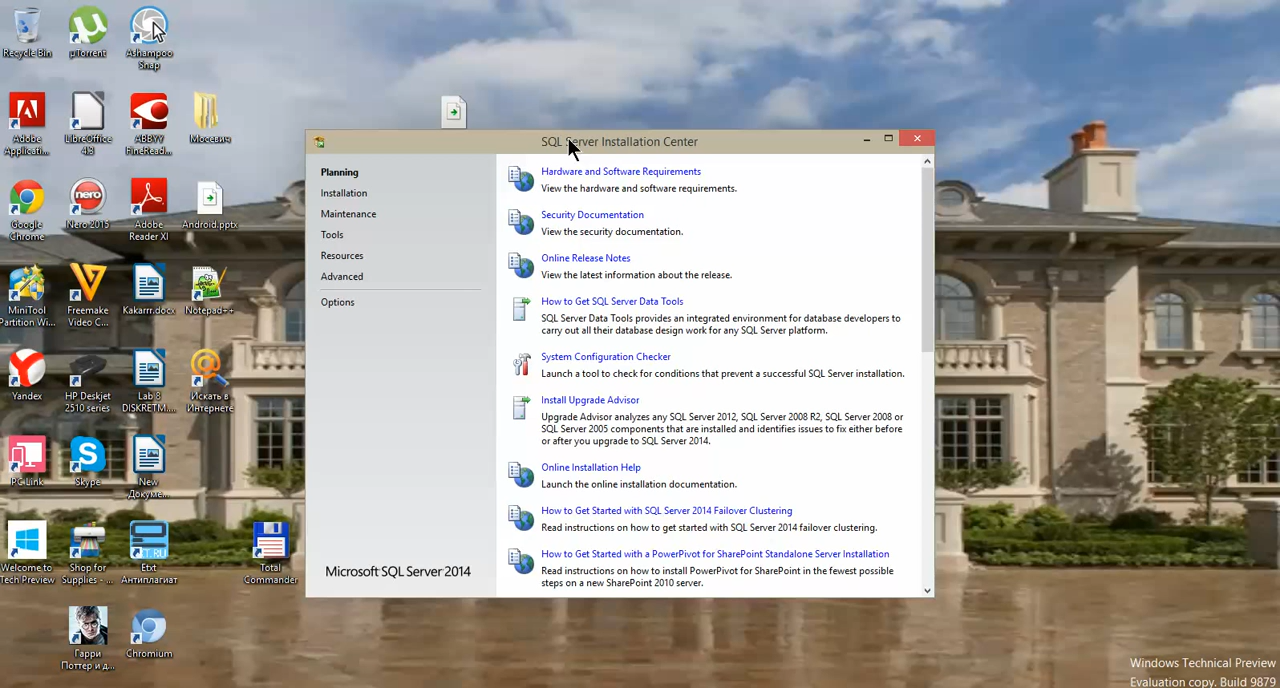 Recycle Bin
µTorrent
Ashampoo
Snap
Adobe
Applicati...
LibreOffice
4.3
ABBYY
FineRead...
Мосевич
Google
Chrome
Nero 2015
Adobe
Reader XI
Android.pptx
MiniTool
Partition Wi...
Freemake
Video C...
Kakarrr.docx
Notepad++
Yandex
HP Deskjet
2510 series
Lab 8
DISKRETM...
Искать в
Интернете
PC Link
Skype
New
Докуме...
Welcome to
Tech Preview
Shop for
Supplies - ...
ETXT.RU
Etxt
Антиплагиат
Total
Commander
Гарри
Поттер и д...
Chromium
SQL Server Installation Center
Planning
Installation
Maintenance
Tools
Resources
Advanced
Options
Microsoft SQL Server 2014
Hardware and Software Requirements
View the hardware and software requirements.
Security Documentation
View the security documentation.
Online Release Notes
View the latest information about the release.
How to Get SQL Server Data Tools
SQL Server Data Tools provides an integrated environment for database developers to
carry out all their database design work for any SQL Server platform.
System Configuration Checker
Launch a tool to check for conditions that prevent a successful SQL Server installation.
Install Upgrade Advisor
Upgrade Advisor analyzes any SQL Server 2012, SQL Server 2008 R2, SQL Server 2008 or
SQL Server 2005 components that are installed and identifies issues to fix either before
or after you upgrade to SQL Server 2014.
Online Installation Help
Launch the online installation documentation.
How to Get Started with SQL Server 2014 Failover Clustering
Read instructions on how to get started with SQL Server 2014 failover clustering.
How to Get Started with a PowerPivot for SharePoint Standalone Server Installation
Read instructions on how to install PowerPivot for SharePoint in the fewest possible
steps on a new SharePoint 2010 server.
Windows Technical Preview
Evaluation copy. Build 9879